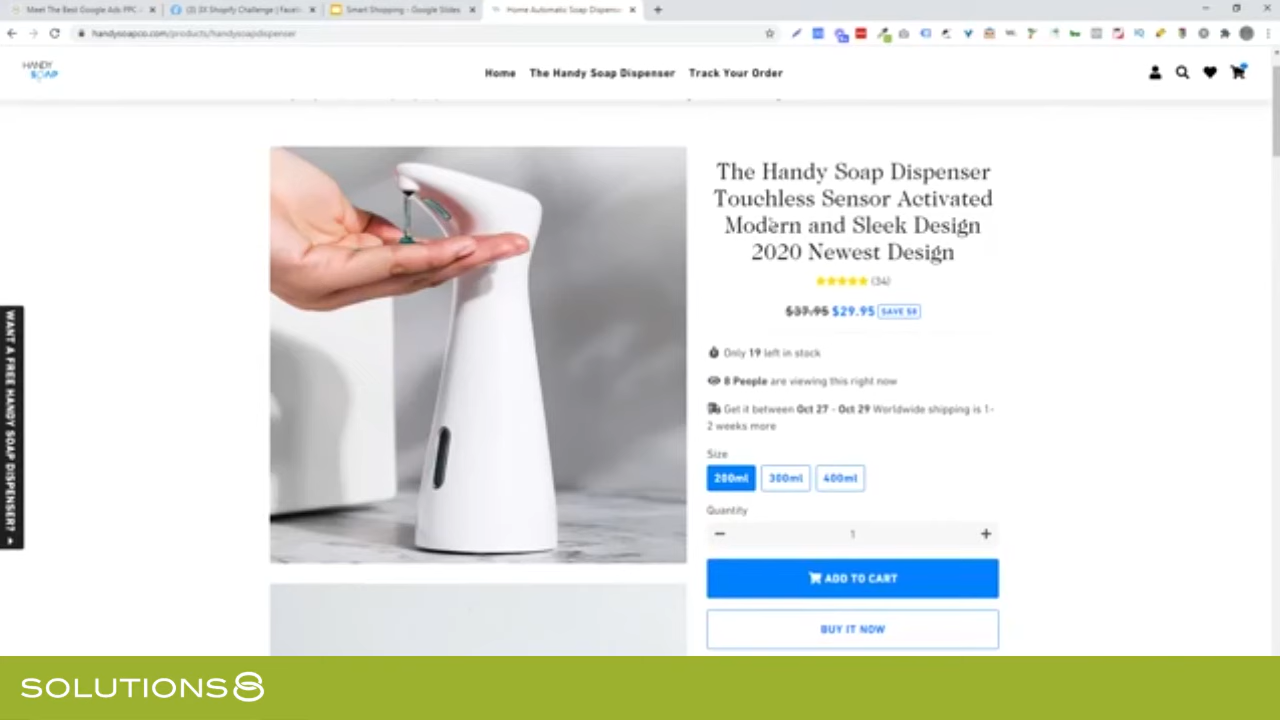 Meet The Best Google Ads PPC A
(3) 3X Shopify Challenge | Face
Smart Shopping - Google Slides
Home Automatic Soap Dispense
handysoapco.com/products/handysoapdispenser
HANDY
SOAP
Home The Handy Soap Dispenser Track Your Order
The Handy Soap Dispenser
Touchless Sensor Activated
Modern and Sleek Design
2020 Newest Design
(34)
$37.95 $29.95 SAVE $8
Only 19 left in stock
8 People are viewing this right now
Get it between Oct 27 - Oct 29 Worldwide shipping is 1-
2 weeks more
Size
200ml 300ml 400ml
Quantity
1
ADD TO CART
BUY IT NOW
WANT A FREE HANDY SOAP DISPENSER?
SOLUTIONS8